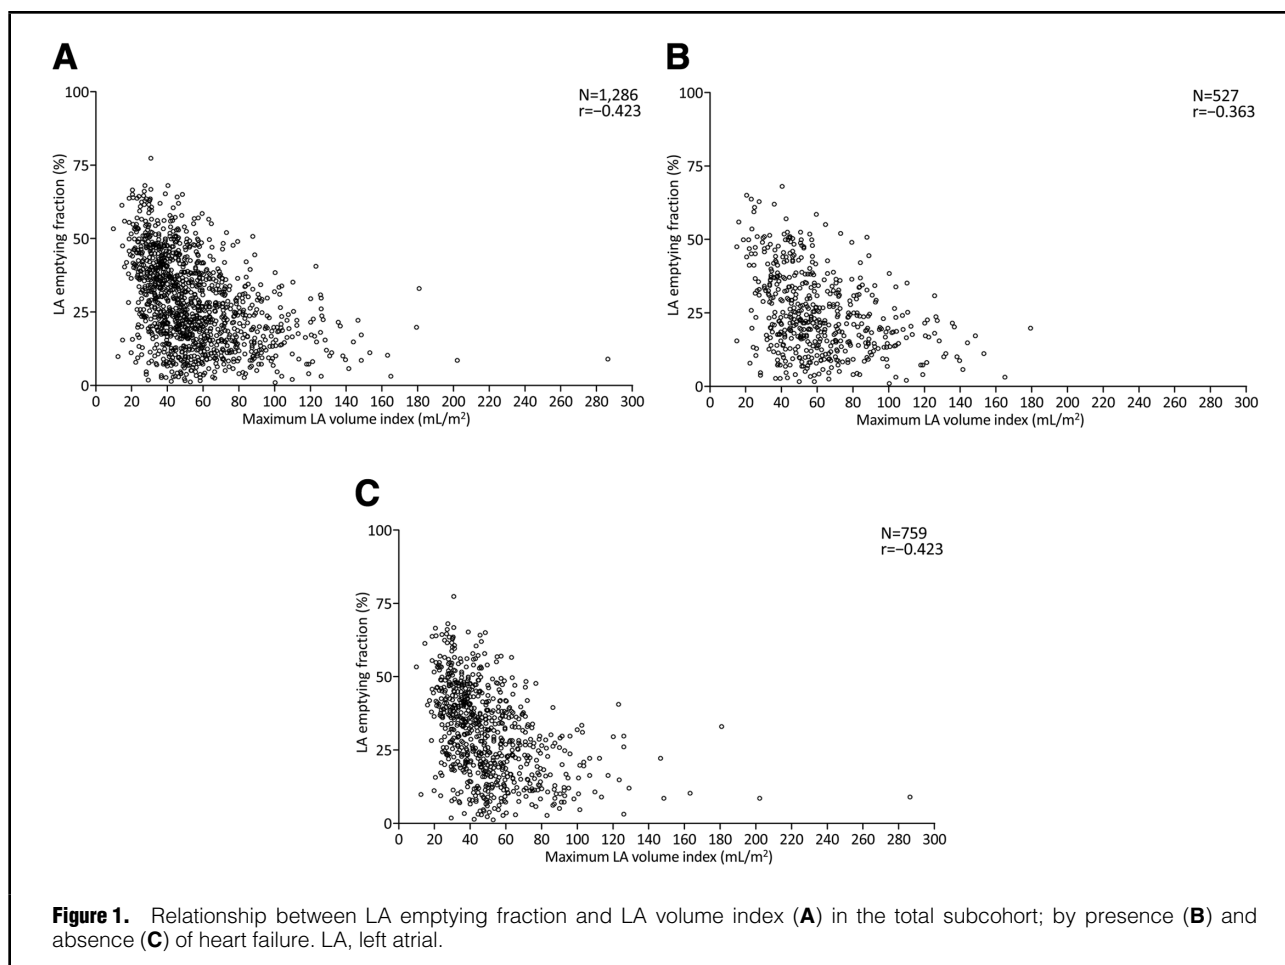 A
N=1,286
r=−0.423
100
75
50
25
0
LA emptying fraction (%)
0 20 40 60 80 100 120 140 160 180 200 220 240 260 280 300
Maximum LA volume index (mL/m²)
B
N=527
r=−0.363
100
75
50
25
0
LA emptying fraction (%)
0 20 40 60 80 100 120 140 160 180 200 220 240 260 280 300
Maximum LA volume index (mL/m²)
C
N=759
r=−0.423
100
75
50
25
0
LA emptying fraction (%)
0 20 40 60 80 100 120 140 160 180 200 220 240 260 280 300
Maximum LA volume index (mL/m²)
Figure 1. Relationship between LA emptying fraction and LA volume index (A) in the total subcohort; by presence (B) and
absence (C) of heart failure. LA, left atrial.